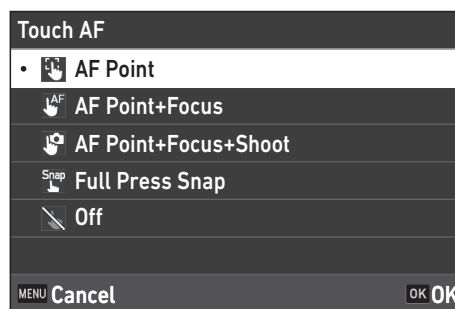 Touch AF
• AF Point
AF AF Point+Focus
AF Point+Focus+Shoot
Snap Full Press Snap
Off
MENU Cancel OK OK